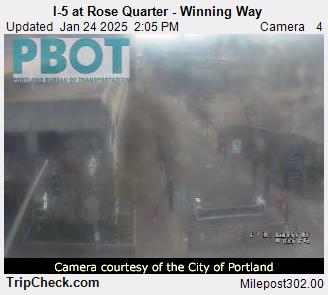 I-5 at Rose Quarter - Winning Way
Updated Jan 24 2025 2:05 PM Camera 4
PBOT
PORTLAND BUREAU OF TRANSPORTATION
Camera courtesy of the City of Portland
TripCheck.com Milepost302.00